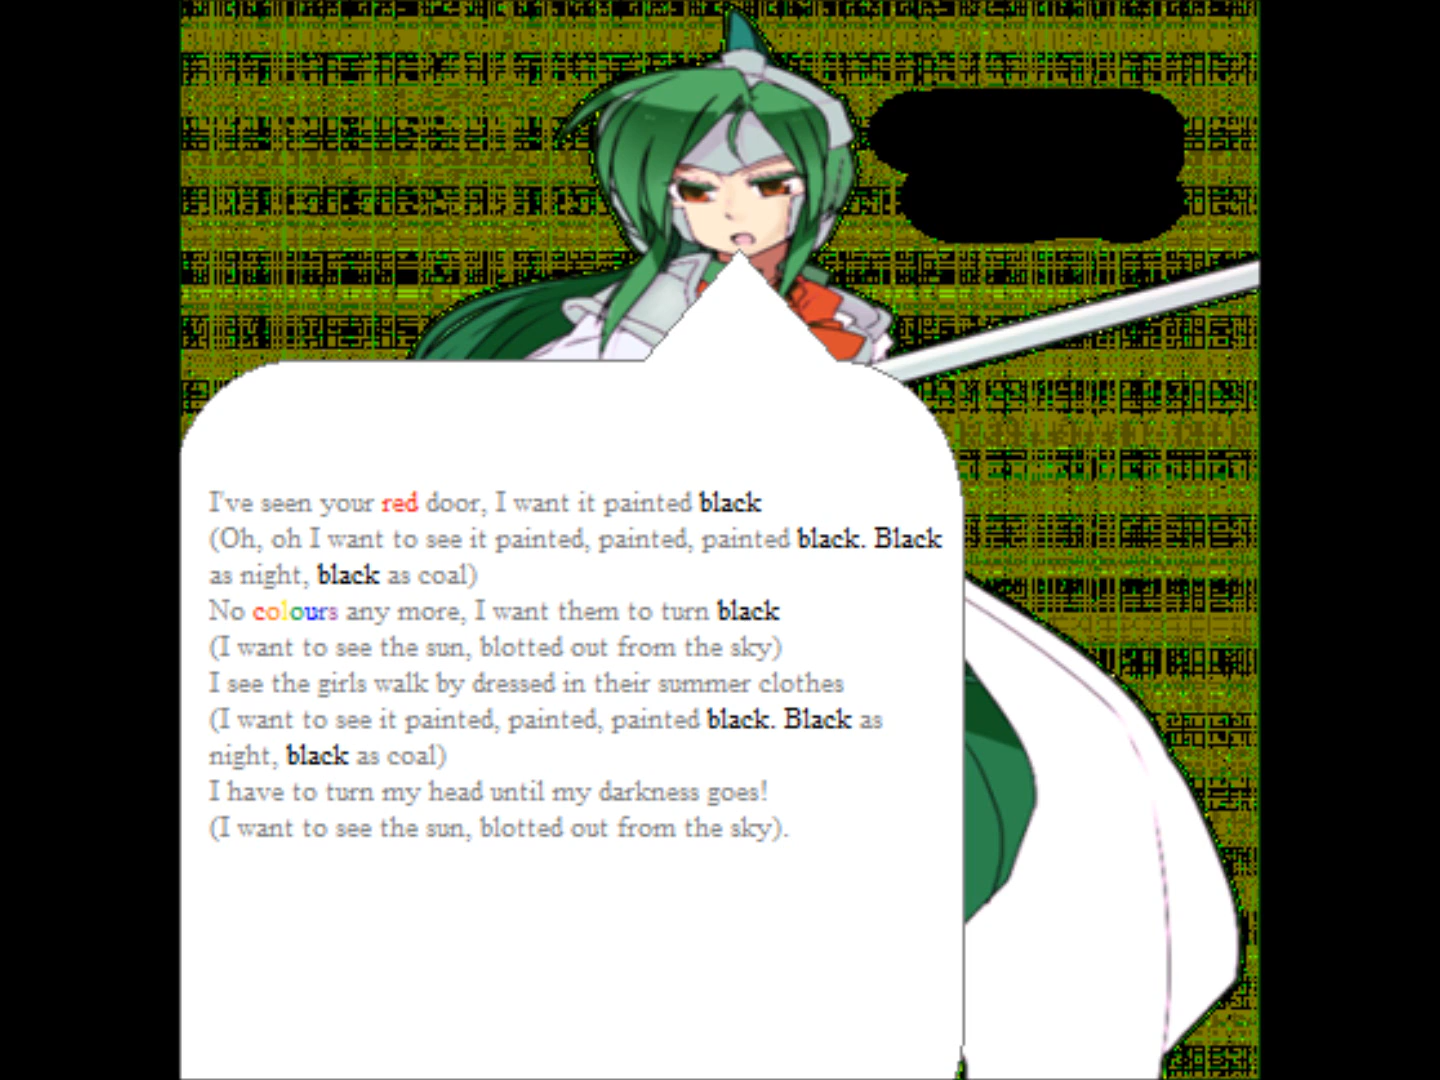 I've seen your red door, I want it painted black
(Oh, oh I want to see it painted, painted, painted black. Black
as night, black as coal)
No colours any more, I want them to turn black
(I want to see the sun, blotted out from the sky)
I see the girls walk by dressed in their summer clothes
(I want to see it painted, painted, painted black. Black as
night, black as coal)
I have to turn my head until my darkness goes!
(I want to see the sun, blotted out from the sky).